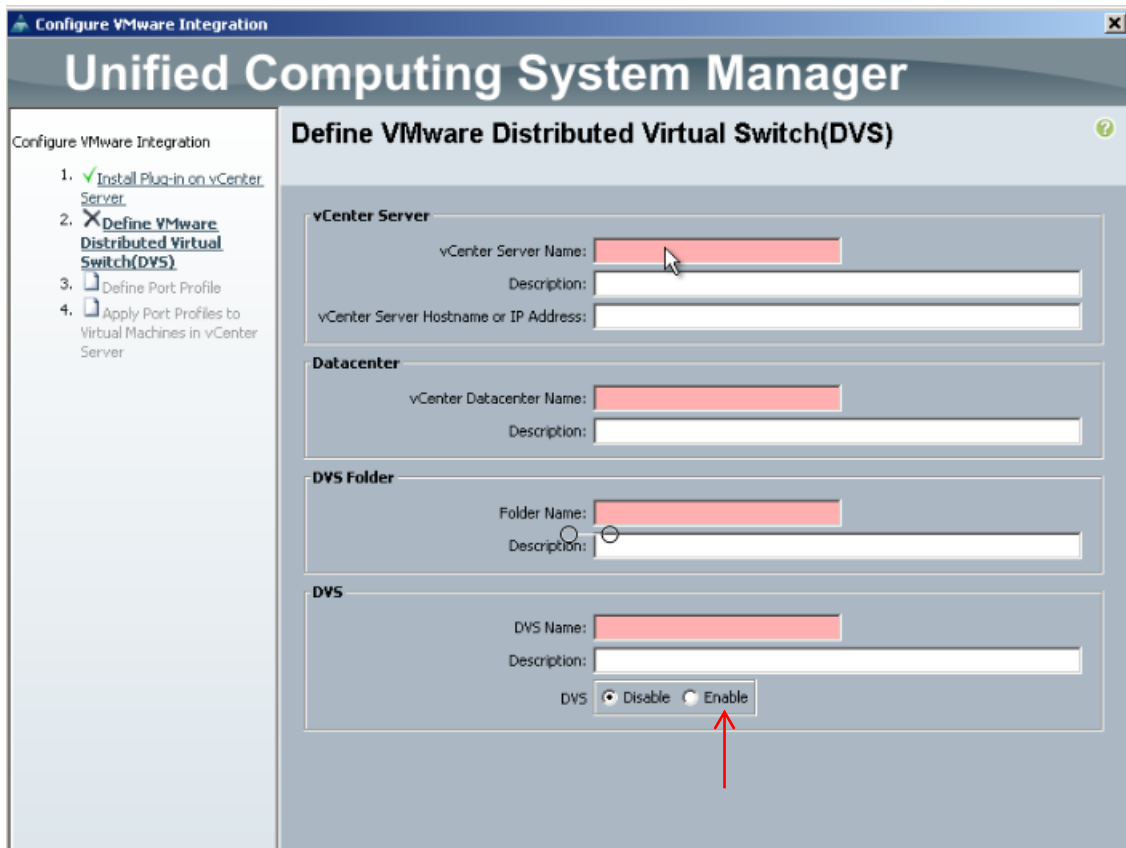 Configure VMware Integration
Unified Computing System Manager
Configure VMware Integration
1. Install Plug-in on vCenter
Server
2. Define VMware
Distributed Virtual
Switch(DVS)
3. Define Port Profile
4. Apply Port Profiles to
Virtual Machines in vCenter
Server
Define VMware Distributed Virtual Switch(DVS)
?
vCenter Server
vCenter Server Name:
Description:
vCenter Server Hostname or IP Address:
Datacenter
vCenter Datacenter Name:
Description:
DVS Folder
Folder Name:
Description:
DVS
DVS Name:
Description:
DVS Disable Enable